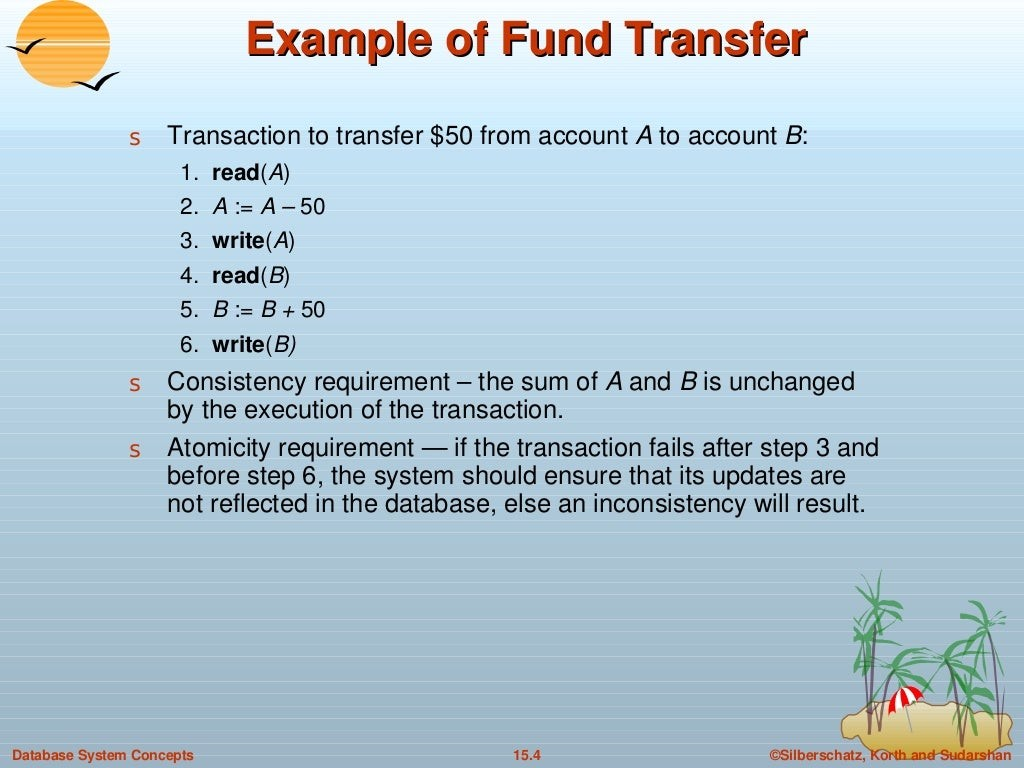 Example of Fund Transfer
s Transaction to transfer $50 from account A to account B:
1. read(A)
2. A := A – 50
3. write(A)
4. read(B)
5. B := B + 50
6. write(B)
s Consistency requirement – the sum of A and B is unchanged
by the execution of the transaction.
s Atomicity requirement — if the transaction fails after step 3 and
before step 6, the system should ensure that its updates are
not reflected in the database, else an inconsistency will result.
Database System Concepts 15.4 ©Silberschatz, Korth and Sudarshan